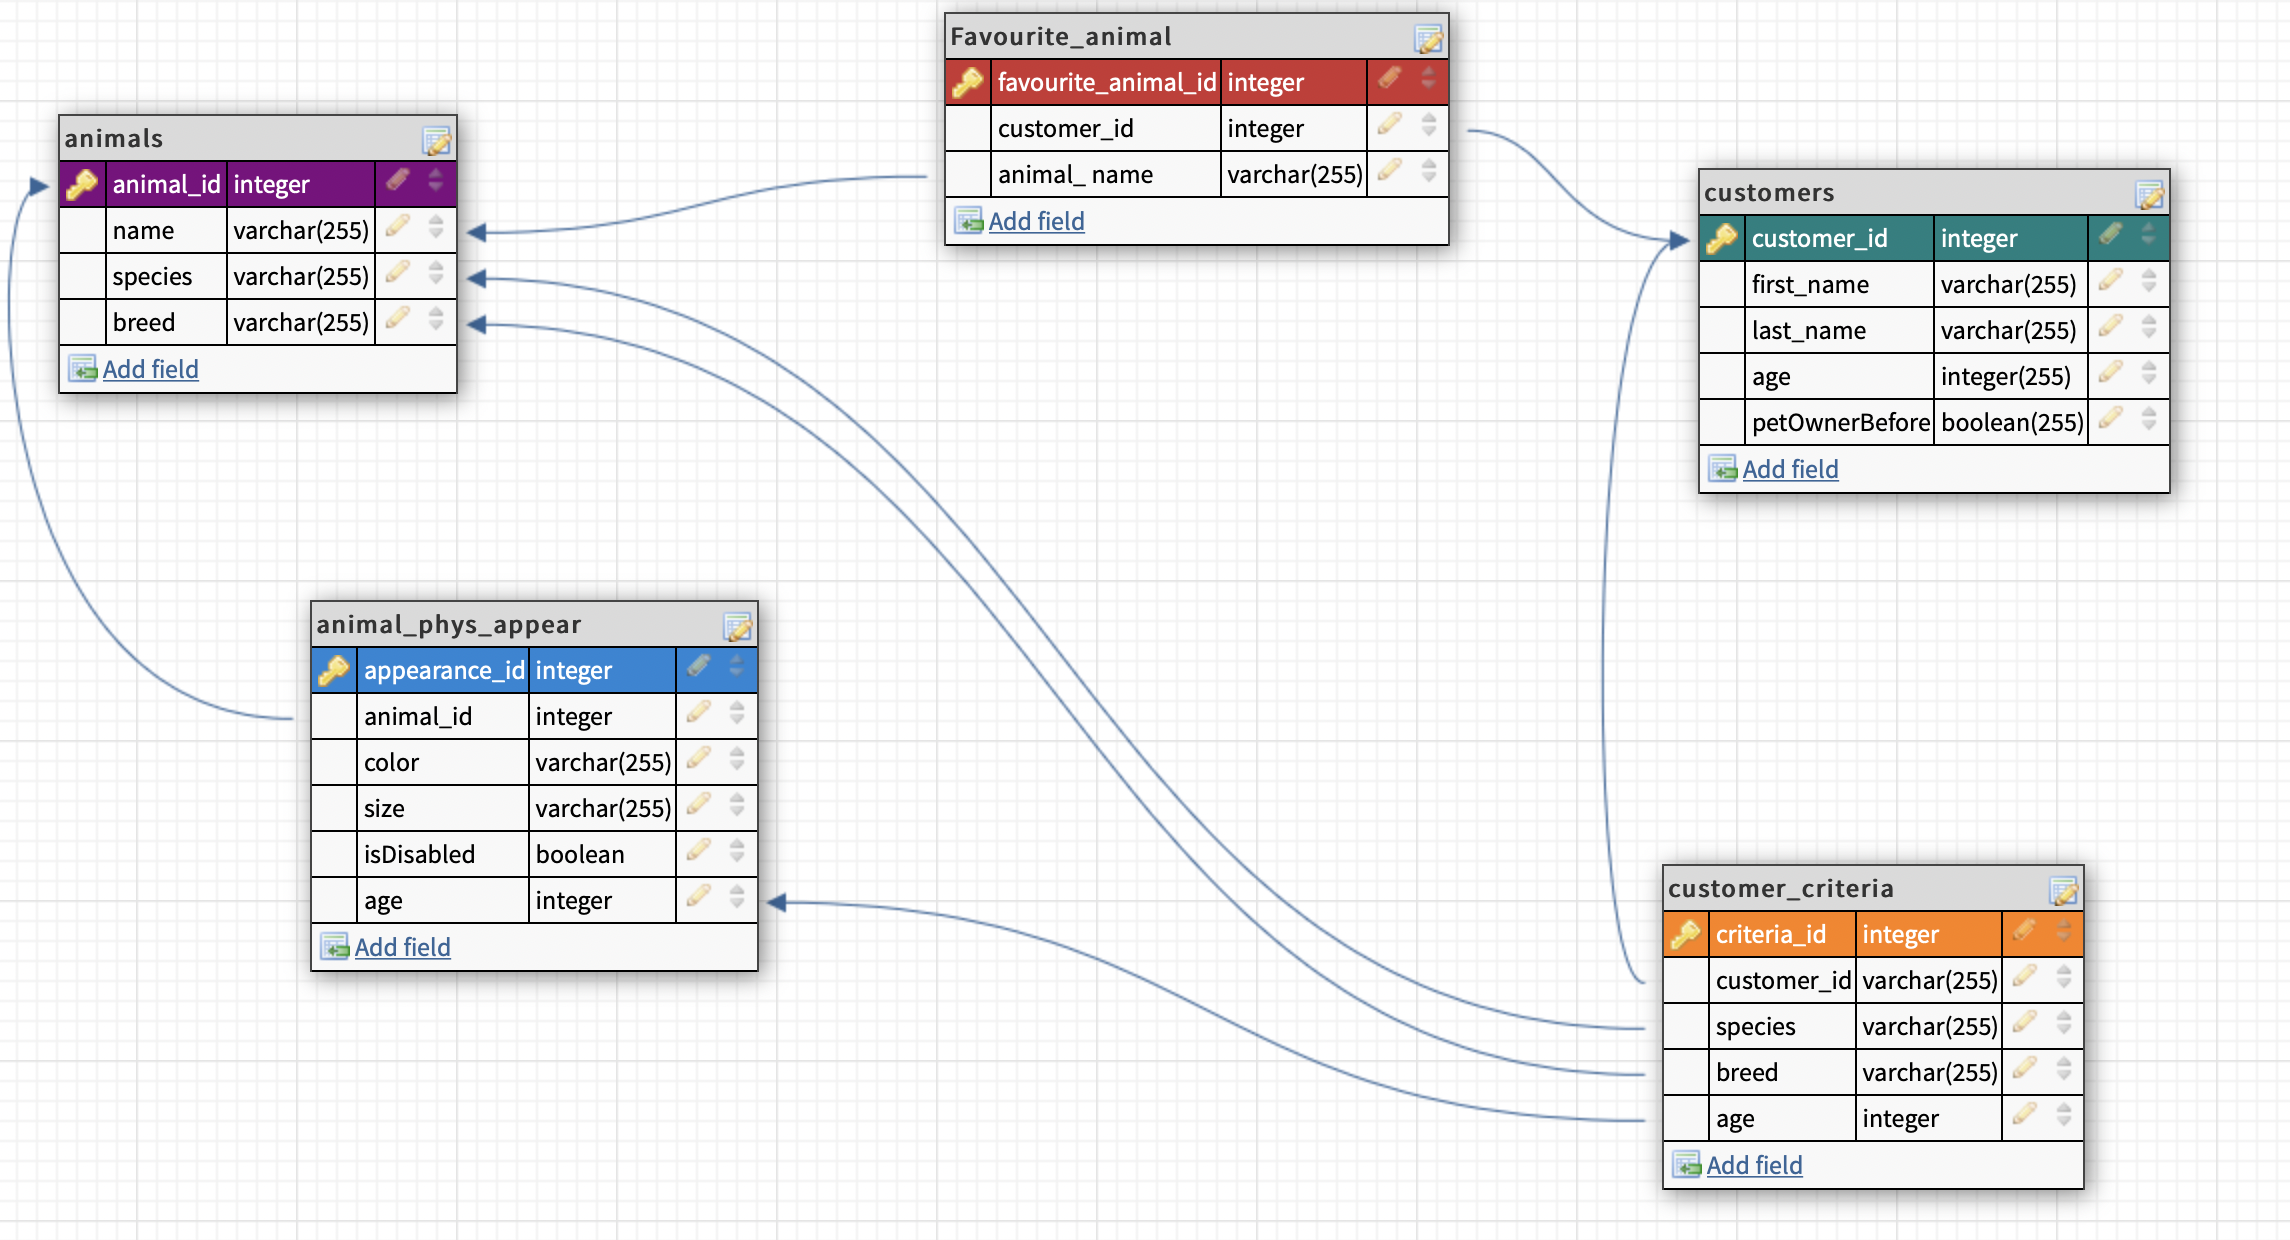 Favourite_animal
favourite_animal_id integer
customer_id integer
animal_ name varchar(255)
Add field
animals
animal_id integer
name varchar(255)
species varchar(255)
breed varchar(255)
Add field
customers
customer_id integer
first_name varchar(255)
last_name varchar(255)
age integer(255)
petOwnerBefore boolean(255)
Add field
animal_phys_appear
appearance_id integer
animal_id integer
color varchar(255)
size varchar(255)
isDisabled boolean
age integer
Add field
customer_criteria
criteria_id integer
customer_id varchar(255)
species varchar(255)
breed varchar(255)
age integer
Add field